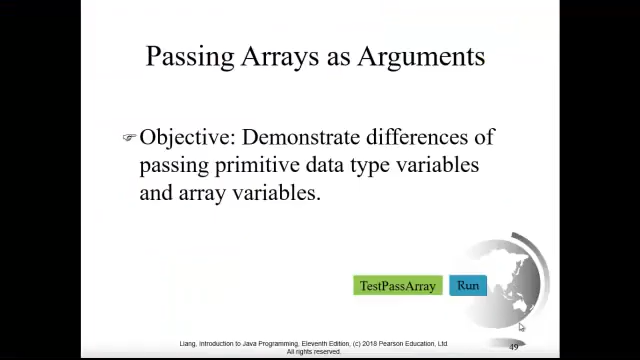 Passing Arrays as Arguments
☞Objective: Demonstrate differences of
passing primitive data type variables
and array variables.
TestPassArray
Run
Liang, Introduction to Java Programming, Eleventh Edition, (c) 2018 Pearson Education, Ltd.
All rights reserved.
49